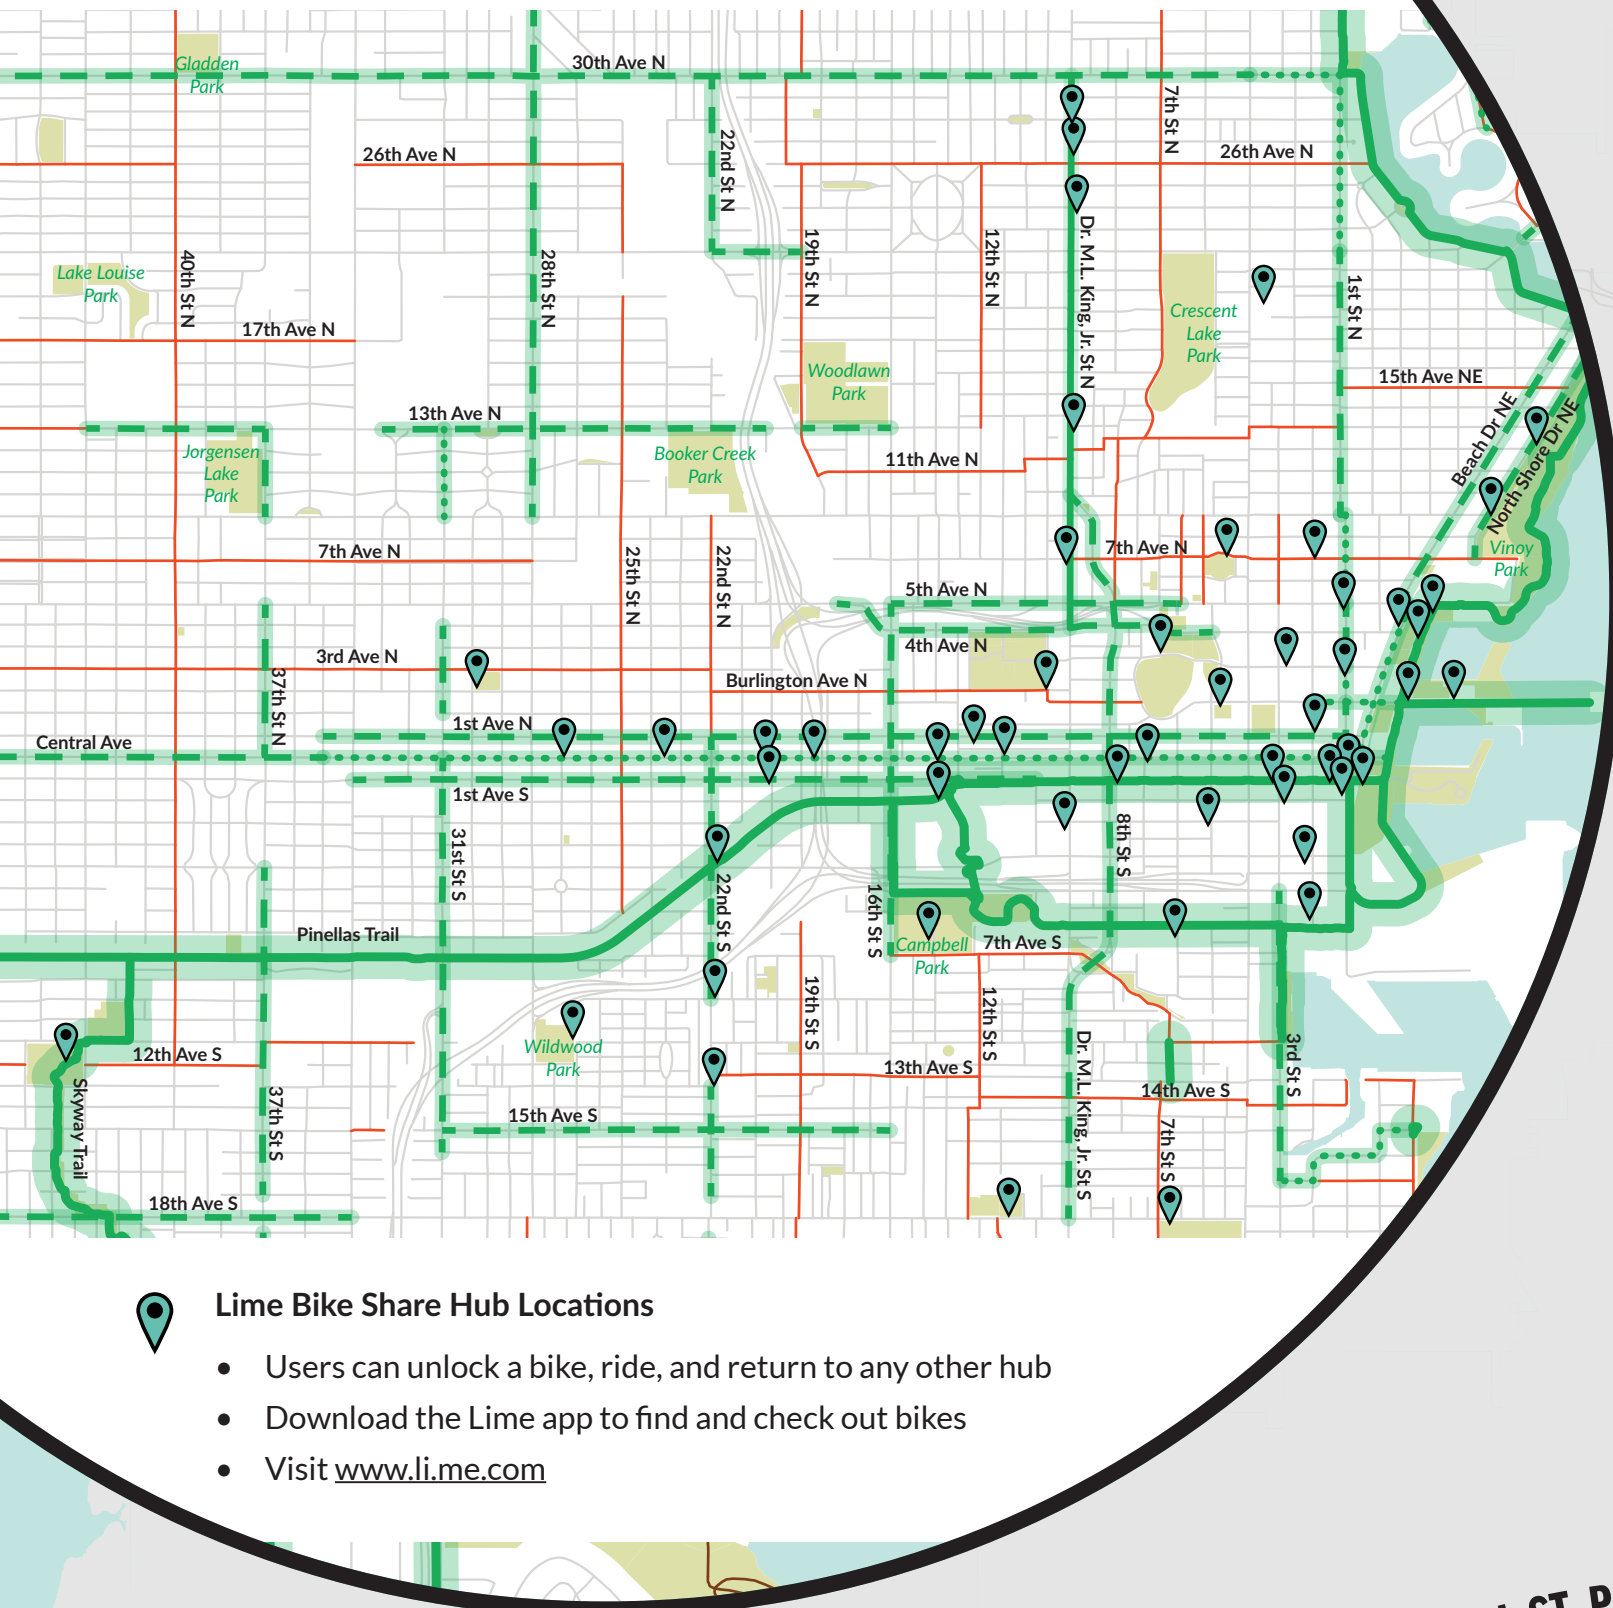 30th Ave N
Gladden
Park
7th St N
26th Ave N
26th Ave N
22nd St N
Dr. M.L. King, Jr. St N
40th St N
28th St N
19th St N
12th St N
Lake Louise
Park
1st St N
Crescent
Lake
Park
17th Ave N
Woodlawn
Park
15th Ave NE
Beach Dr NE
North Shore Dr NE
13th Ave N
Jorgensen
Lake
Park
Booker Creek
Park
11th Ave N
7th Ave N
25th St N
22nd St N
7th Ave N
Vinoy
Park
5th Ave N
4th Ave N
3rd Ave N
37th St N
Burlington Ave N
1st Ave N
Central Ave
1st Ave S
31st St S
8th St S
22nd St S
16th St S
Pinellas Trail
Campbell
Park
7th Ave S
19th St S
12th St S
Wildwood
Park
12th Ave S
Skyway Trail
37th St S
13th Ave S
Dr. M.L. King, Jr. St S
3rd St S
14th Ave S
7th St S
15th Ave S
18th Ave S
Lime Bike Share Hub Locations
• Users can unlock a bike, ride, and return to any other hub
• Download the Lime app to find and check out bikes
• Visit www.li.me.com
ST. P